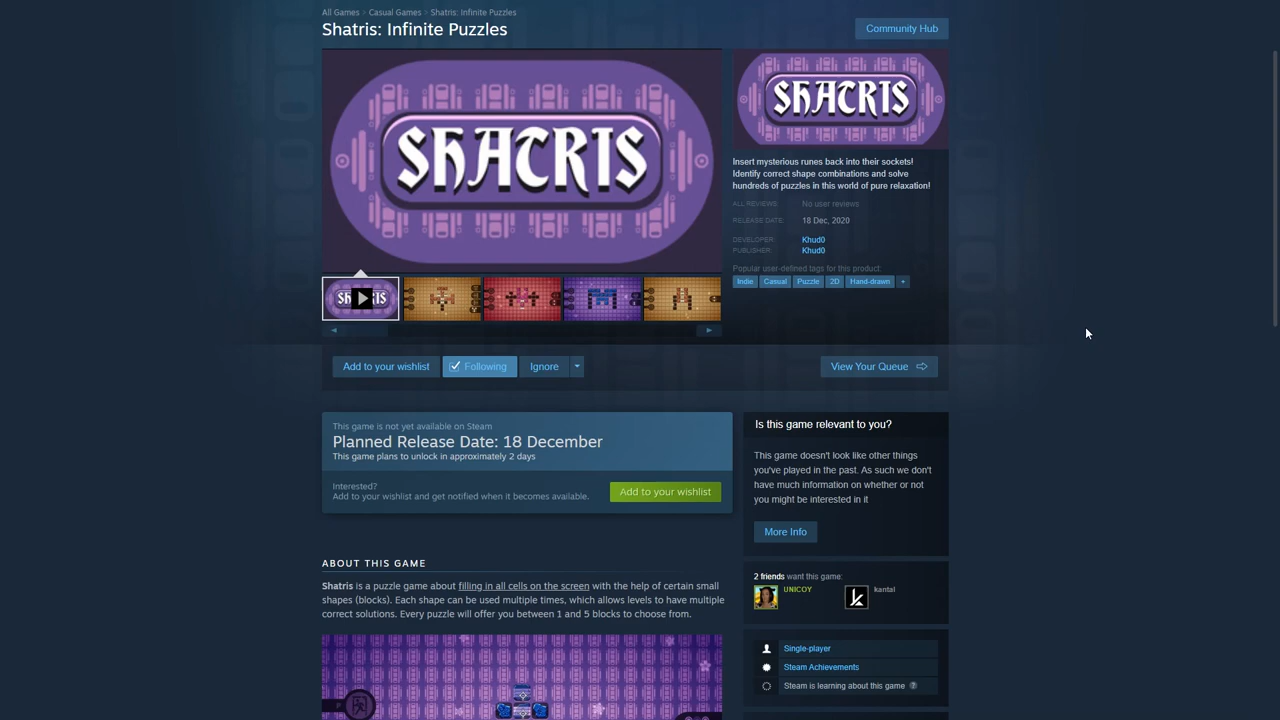 All Games > Casual Games > Shatris: Infinite Puzzles
Shatris: Infinite Puzzles
Community Hub
SHATRIS
SHATRIS
Insert mysterious runes back into their sockets!
Identify correct shape combinations and solve
hundreds of puzzles in this world of pure relaxation!
ALL REVIEWS: No user reviews
RELEASE DATE: 18 Dec, 2020
DEVELOPER: Khud0
PUBLISHER: Khud0
Popular user-defined tags for this product:
Indie Casual Puzzle 2D Hand-drawn +
Add to your wishlist Following Ignore View Your Queue
This game is not yet available on Steam
Planned Release Date: 18 December
This game plans to unlock in approximately 2 days
Interested?
Add to your wishlist and get notified when it becomes available.
Add to your wishlist
Is this game relevant to you?
This game doesn't look like other things
you've played in the past. As such we don't
have much information on whether or not
you might be interested in it
More Info
ABOUT THIS GAME
Shatris is a puzzle game about filling in all cells on the screen with the help of certain small
shapes (blocks). Each shape can be used multiple times, which allows levels to have multiple
correct solutions. Every puzzle will offer you between 1 and 5 blocks to choose from.
2 friends want this game:
UNICOY kantal
Single-player
Steam Achievements
Steam is learning about this game ?